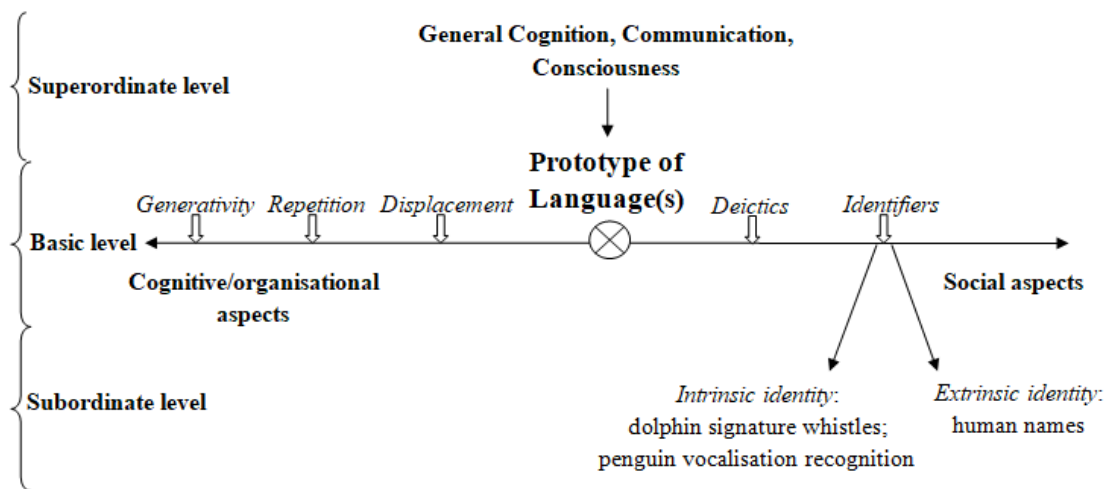 General Cognition, Communication,
Consciousness
Superordinate level
Prototype of
Language(s)
Generativity Repetition Displacement Deictics Identifiers
Basic level
Cognitive/organisational
aspects
Social aspects
Subordinate level
Intrinsic identity:
dolphin signature whistles;
penguin vocalisation recognition
Extrinsic identity:
human names